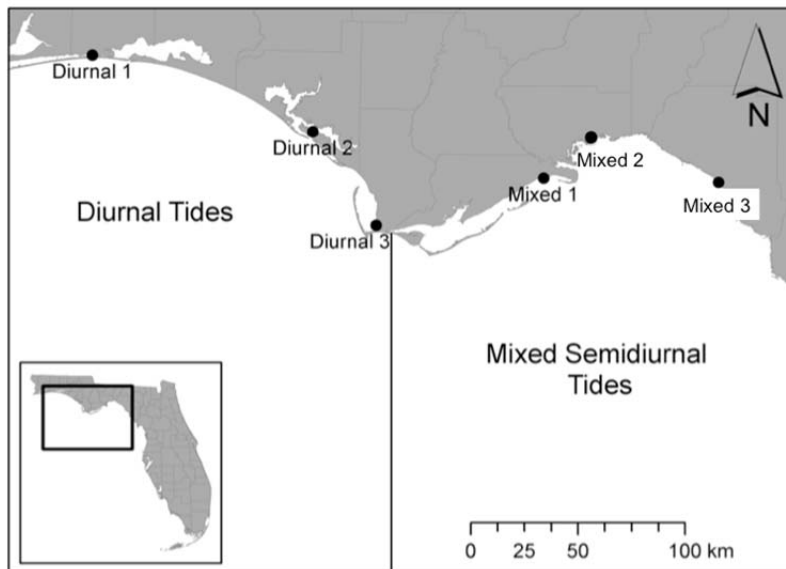 Diurnal 1
N
Diurnal 2
Mixed 2
Mixed 1
Mixed 3
Diurnal Tides
Diurnal 3
Mixed Semidiurnal
Tides
0 25 50 100 km